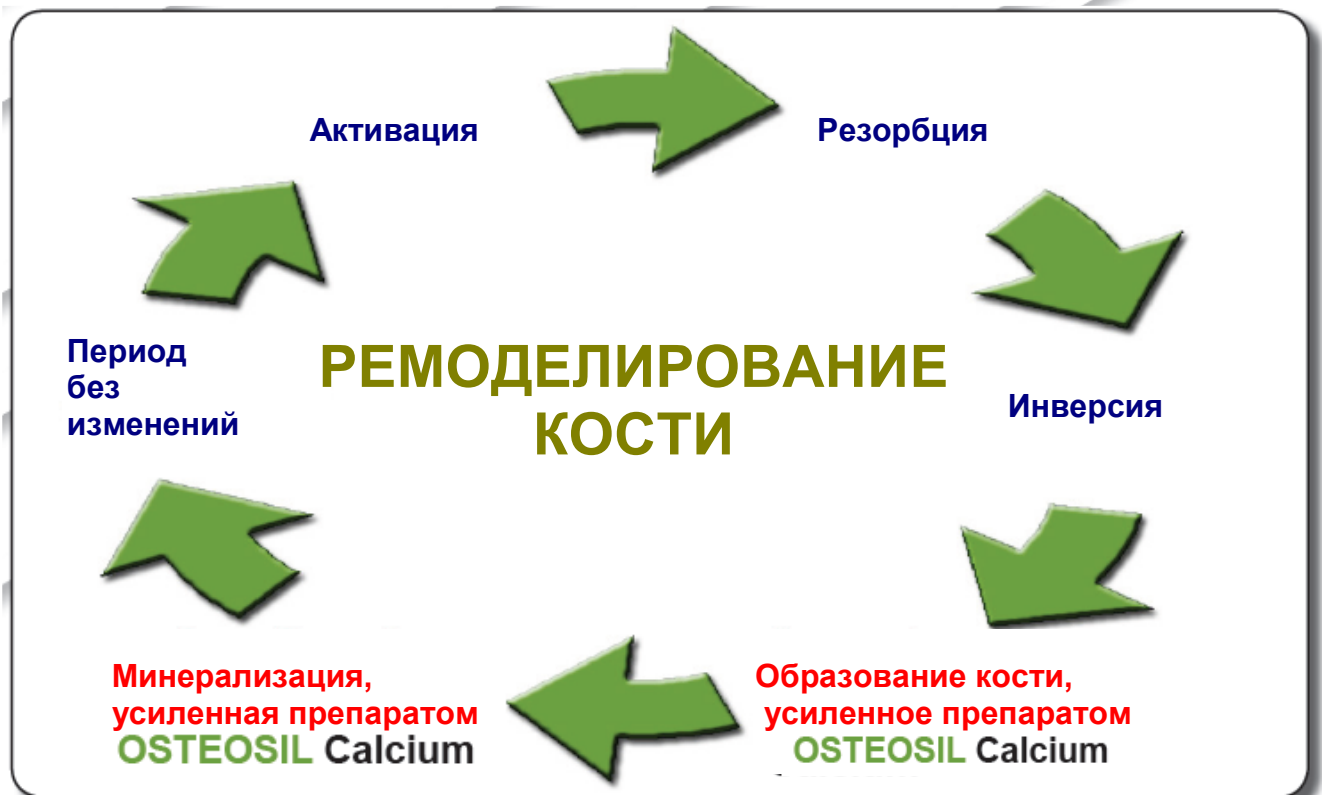 Активация
Резорбция
Период
без
изменений
РЕМОДЕЛИРОВАНИЕ
КОСТИ
Инверсия
Минерализация,
усиленная препаратом
OSTEOSIL Calcium
Образование кости,
усиленное препаратом
OSTEOSIL Calcium